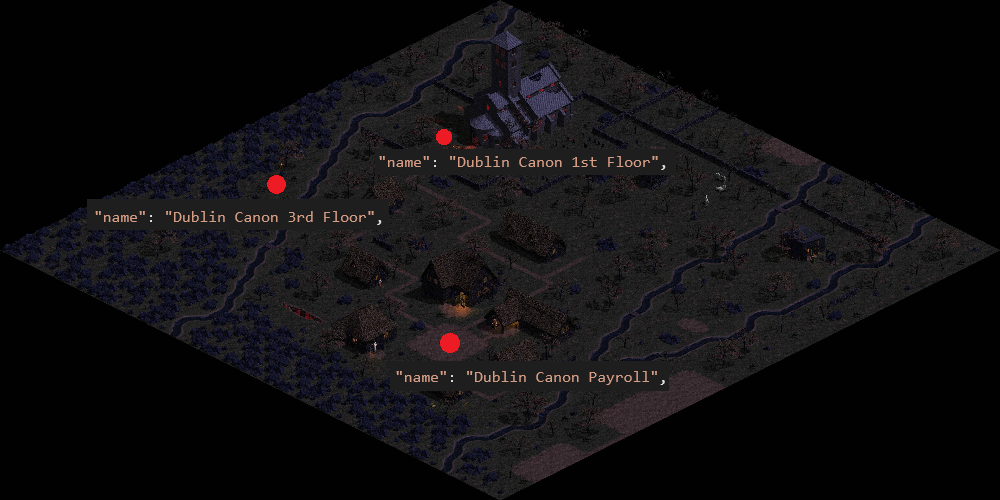 "name": "Dublin Canon 1st Floor",
"name": "Dublin Canon 3rd Floor",
"name": "Dublin Canon Payroll",